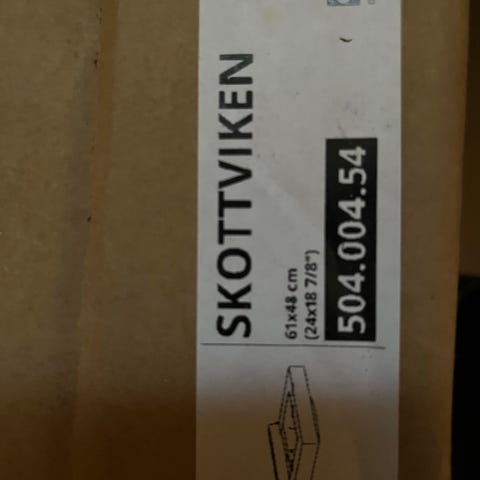 SKOTTVIKEN
61x48 cm
(24x18 7/8")
504.004.54